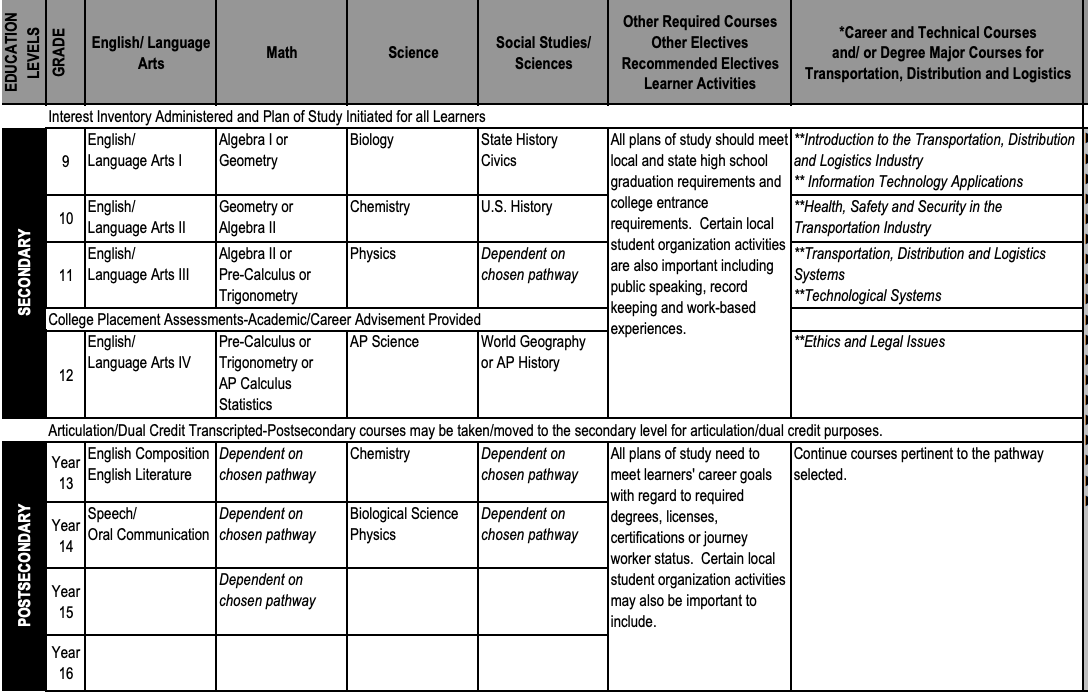 EDUCATION
LEVELS
GRADE
English/ Language
Arts
Math
Science
Social Studies/
Sciences
Other Required Courses
Other Electives
Recommended Electives
Learner Activities
*Career and Technical Courses
and/ or Degree Major Courses for
Transportation, Distribution and Logistics
Interest Inventory Administered and Plan of Study Initiated for all Learners
SECONDARY
9
English/
Language Arts I
Algebra I or
Geometry
Biology
State History
Civics
All plans of study should meet
local and state high school
graduation requirements and
college entrance
requirements.  Certain local
student organization activities
are also important including
public speaking, record
keeping and work-based
experiences.
**Introduction to the Transportation, Distribution
and Logistics Industry
** Information Technology Applications
10
English/
Language Arts II
Geometry or
Algebra II
Chemistry
U.S. History
**Health, Safety and Security in the
Transportation Industry
11
English/
Language Arts III
Algebra II or
Pre-Calculus or
Trigonometry
Physics
Dependent on
chosen pathway
**Transportation, Distribution and Logistics
Systems
**Technological Systems
College Placement Assessments-Academic/Career Advisement Provided
12
English/
Language Arts IV
Pre-Calculus or
Trigonometry or
AP Calculus
Statistics
AP Science
World Geography
or AP History
**Ethics and Legal Issues
Articulation/Dual Credit Transcripted-Postsecondary courses may be taken/moved to the secondary level for articulation/dual credit purposes.
POSTSECONDARY
Year
13
English Composition
English Literature
Dependent on
chosen pathway
Chemistry
Dependent on
chosen pathway
All plans of study need to
meet learners' career goals
with regard to required
degrees, licenses,
certifications or journey
worker status.  Certain local
student organization activities
may also be important to
include.
Continue courses pertinent to the pathway
selected.
Year
14
Speech/
Oral Communication
Dependent on
chosen pathway
Biological Science
Physics
Dependent on
chosen pathway
Year
15
Dependent on
chosen pathway
Year
16